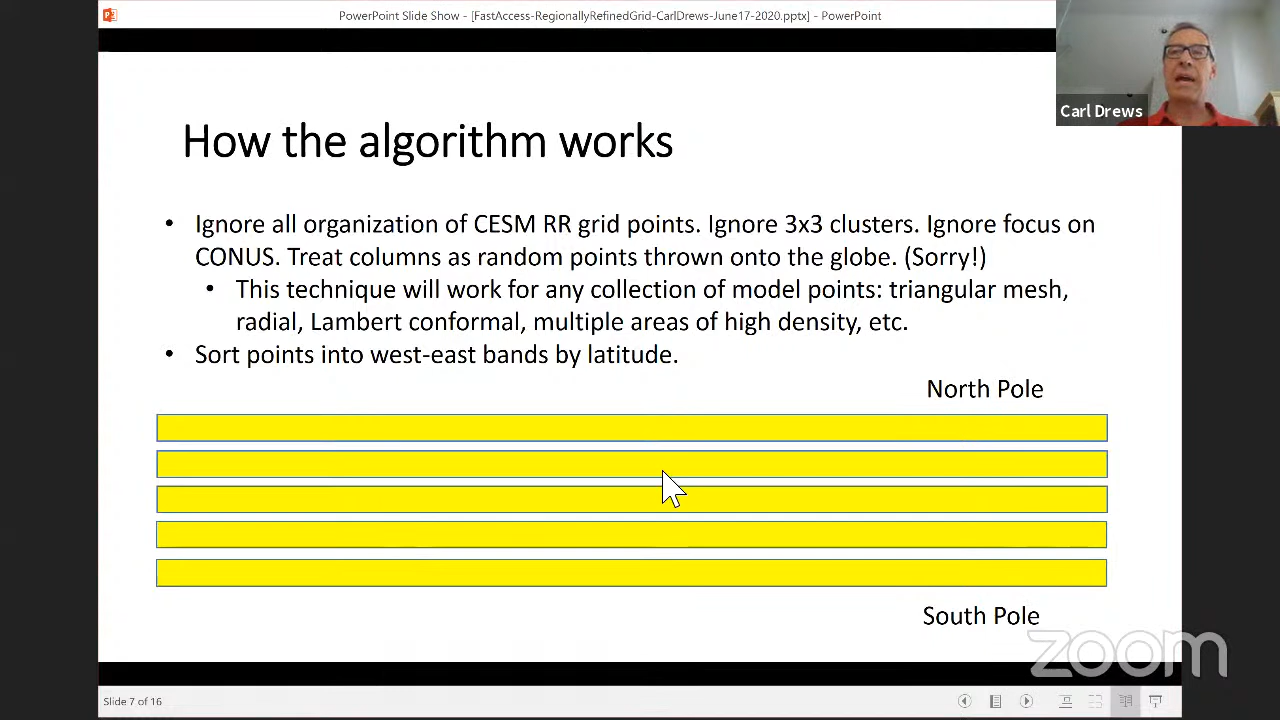 PowerPoint Slide Show - [FastAccess-RegionallyRefinedGrid-CarlDrews-June17-2020.pptx] - PowerPoint
Carl Drews
How the algorithm works
• Ignore all organization of CESM RR grid points. Ignore 3x3 clusters. Ignore focus on
CONUS. Treat columns as random points thrown onto the globe. (Sorry!)
• This technique will work for any collection of model points: triangular mesh,
radial, Lambert conformal, multiple areas of high density, etc.
• Sort points into west-east bands by latitude.
North Pole
South Pole
zoom
Slide 7 of 16